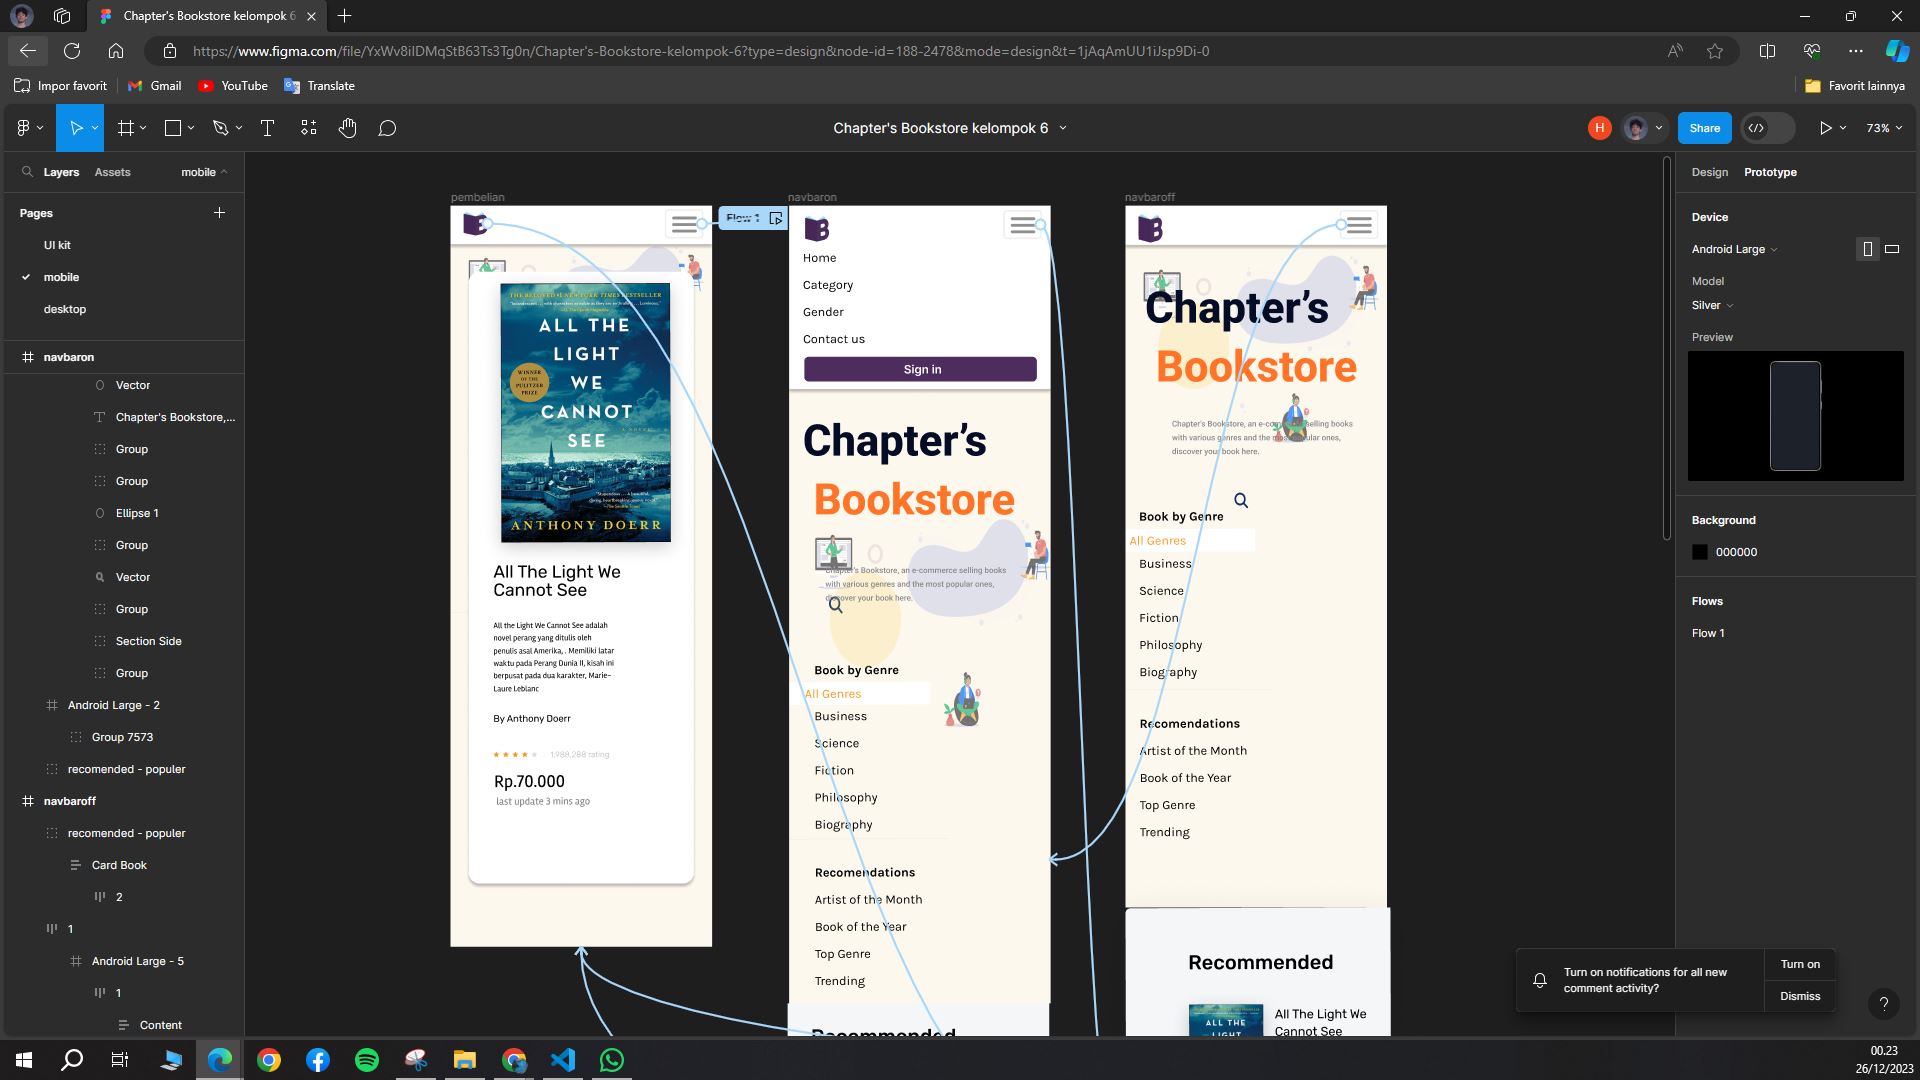 Chapter's Bookstore kelompok 6
https://www.figma.com/file/YxWv8iIDMqStB63Ts3Tg0n/Chapter's-Bookstore-kelompok-6?type=design&node-id=188-2478&mode=design&t=1jAqAmUU1iJsp9Di-0
Impor favorit
Gmail
YouTube
Translate
Favorit lainnya
Chapter's Bookstore kelompok 6
H
Share
73%
Layers
Assets
mobile
Pages
UI kit
mobile
desktop
navbaron
Vector
Chapter's Bookstore,...
Group
Group
Ellipse 1
Group
Vector
Group
Section Side
Group
Android Large - 2
Group 7573
recomended - populer
navbaroff
recomended - populer
Card Book
2
1
Android Large - 5
1
Content
pembelian
THE BELOVED #1 NEW YORK TIMES BESTSELLER
ALL THE
LIGHT
WE
CANNOT
SEE
A NOVEL
WINNER
OF THE
PULITZER
PRIZE
ANTHONY DOERR
All The Light We
Cannot See
All the Light We Cannot See adalah
novel perang yang ditulis oleh
penulis asal Amerika, . Memiliki latar
waktu pada Perang Dunia II, kisah ini
berpusat pada dua karakter, Marie-
Laure Leblanc
By Anthony Doerr
1,988,288 rating
Rp.70.000
last update 3 mins ago
Flow 1
navbaron
Home
Category
Gender
Contact us
Sign in
Chapter’s
Bookstore
Chapter's Bookstore, an e-commerce selling books
with various genres and the most popular ones,
discover your book here.
Book by Genre
All Genres
Business
Science
Fiction
Philosophy
Biography
Recomendations
Artist of the Month
Book of the Year
Top Genre
Trending
Recommended
navbaroff
Chapter’s
Bookstore
Chapter's Bookstore, an e-commerce selling books
with various genres and the most popular ones,
discover your book here.
Book by Genre
All Genres
Business
Science
Fiction
Philosophy
Biography
Recomendations
Artist of the Month
Book of the Year
Top Genre
Trending
Recommended
ALL THE
LIGHT
All The Light We
Cannot See
Design
Prototype
Device
Android Large
Model
Silver
Preview
Background
000000
Flows
Flow 1
Turn on notifications for all new
comment activity?
Turn on
Dismiss
?
00.23
26/12/2023